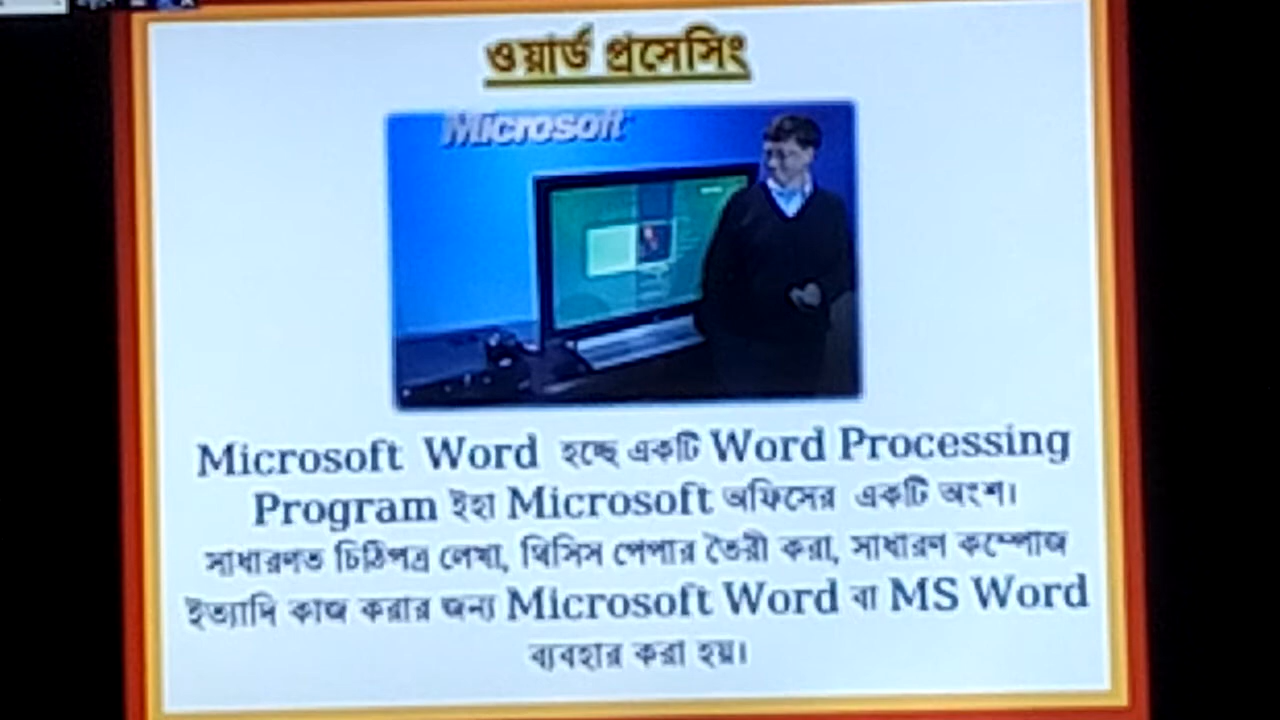 ওয়ার্ড প্রসেসিং
Microsoft
Microsoft Word হচ্ছে একটি Word Processing
Program ইহা Microsoft অফিসের একটি অংশ।
সাধারণত চিঠিপত্র লেখা, থিসিস পেপার তৈরী করা, সাধারণ কম্পোজ
ইত্যাদি কাজ করার জন্য Microsoft Word বা MS Word
ব্যবহার করা হয়।